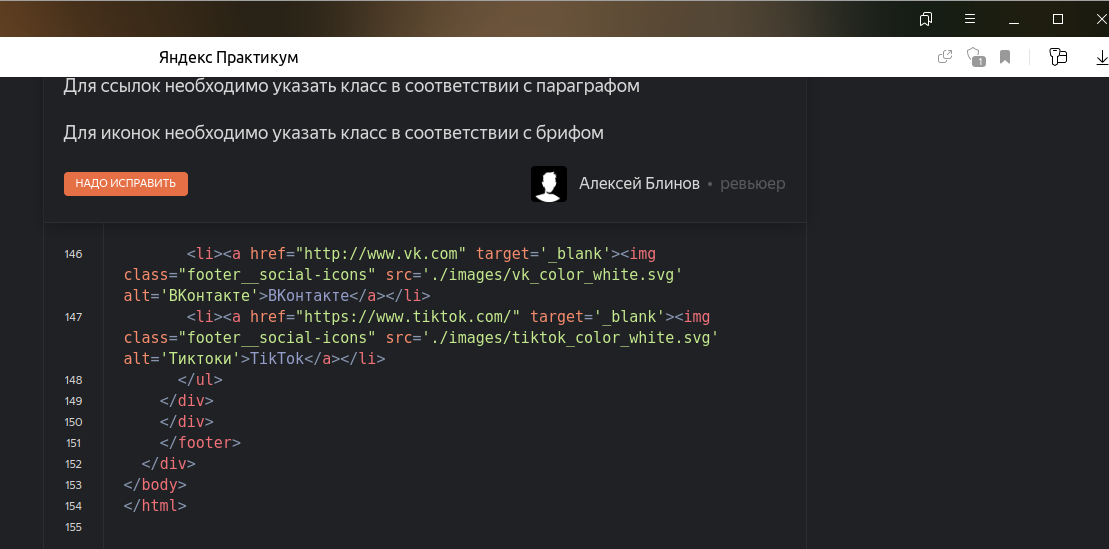 Яндекс Практикум
1
Для ссылок необходимо указать класс в соответствии с параграфом
Для иконок необходимо указать класс в соответствии с брифом
НАДО ИСПРАВИТЬ
Алексей Блинов • ревьюер
146 <li><a href="http://www.vk.com" target='_blank'><img
class="footer__social-icons" src='./images/vk_color_white.svg'
alt='ВКонтакте'>ВКонтакте</a></li>
147 <li><a href="https://www.tiktok.com/" target='_blank'><img
class="footer__social-icons" src='./images/tiktok_color_white.svg'
alt='Тиктоки'>TikTok</a></li>
148 </ul>
149 </div>
150 </div>
151 </footer>
152 </div>
153 </body>
154 </html>
155